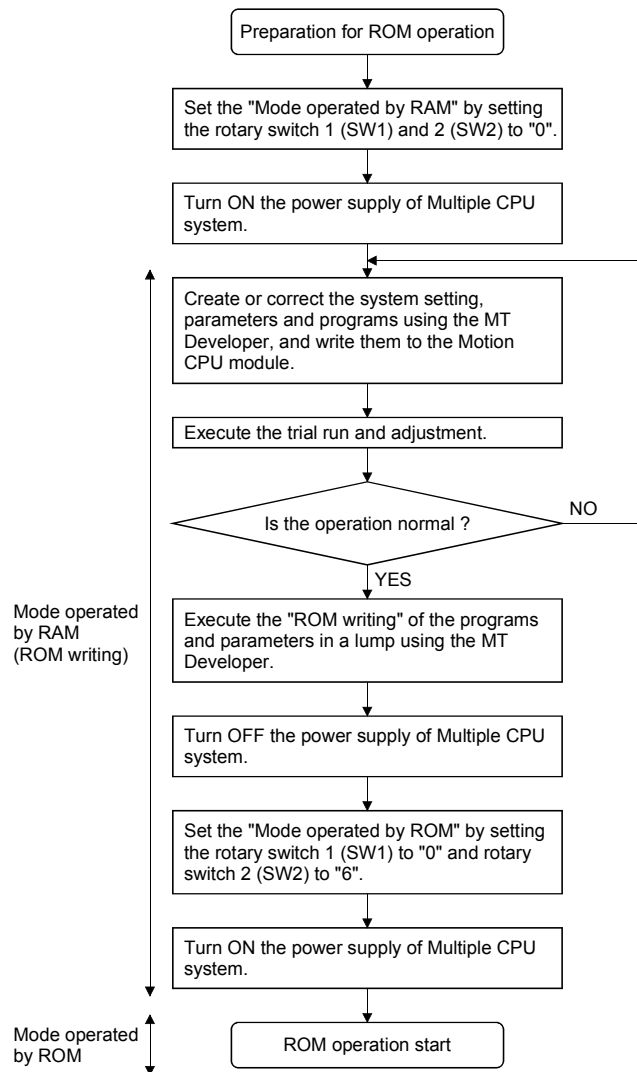 Preparation for ROM operation
Set the "Mode operated by RAM" by setting
the rotary switch 1 (SW1) and 2 (SW2) to "0".
Turn ON the power supply of Multiple CPU
system.
Create or correct the system setting,
parameters and programs using the MT
Developer, and write them to the Motion
CPU module.
Execute the trial run and adjustment.
Is the operation normal ?
NO
YES
Mode operated
by RAM
(ROM writing)
Execute the "ROM writing" of the programs
and parameters in a lump using the MT
Developer.
Turn OFF the power supply of Multiple CPU
system.
Set the "Mode operated by ROM" by setting
the rotary switch 1 (SW1) to "0" and rotary
switch 2 (SW2) to "6".
Turn ON the power supply of Multiple CPU
system.
Mode operated
by ROM
ROM operation start